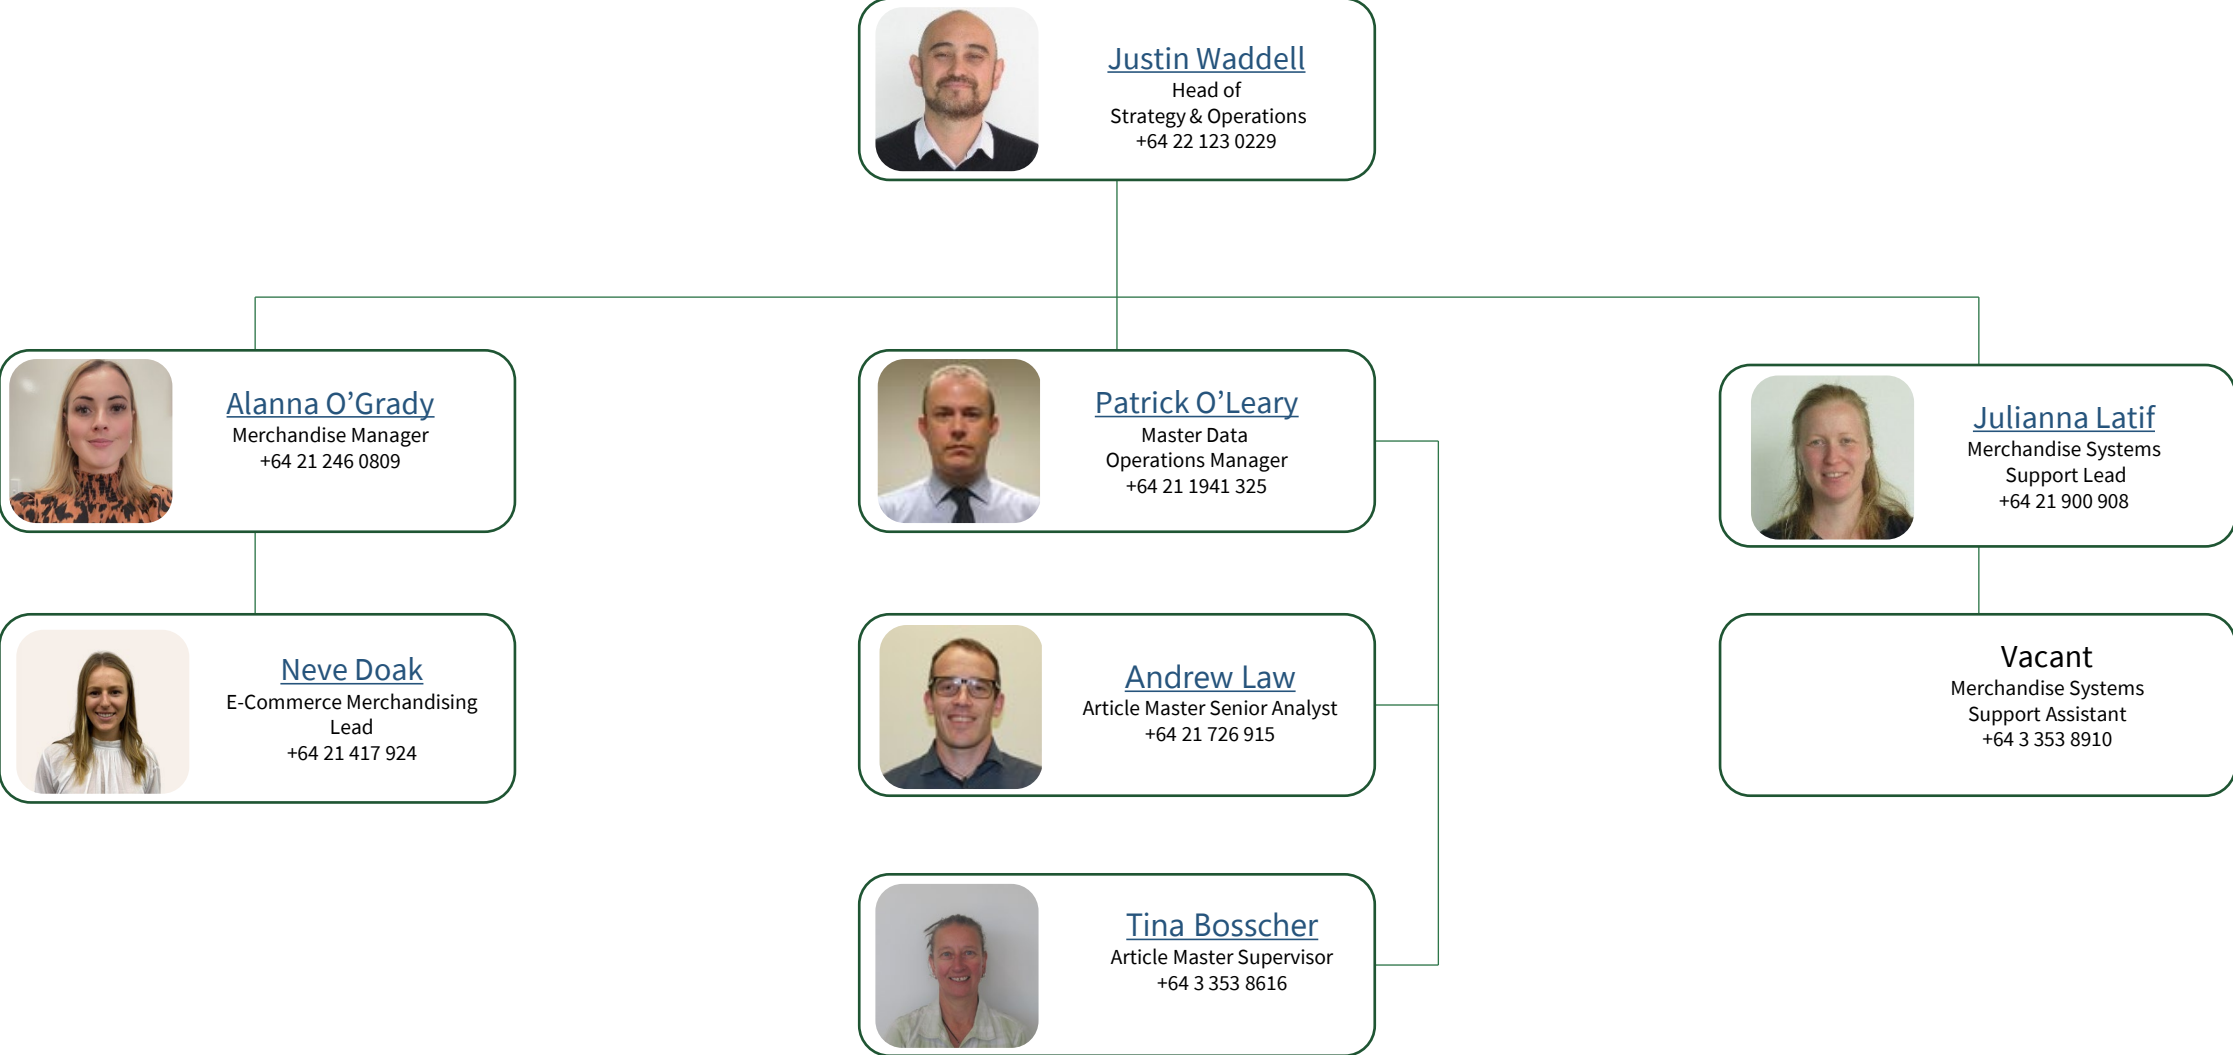 Justin Waddell
Head of
Strategy & Operations
+64 22 123 0229
Alanna O’Grady
Merchandise Manager
+64 21 246 0809
Patrick O’Leary
Master Data
Operations Manager
+64 21 1941 325
Julianna Latif
Merchandise Systems
Support Lead
+64 21 900 908
Neve Doak
E-Commerce Merchandising
Lead
+64 21 417 924
Andrew Law
Article Master Senior Analyst
+64 21 726 915
Vacant
Merchandise Systems
Support Assistant
+64 3 353 8910
Tina Bosscher
Article Master Supervisor
+64 3 353 8616